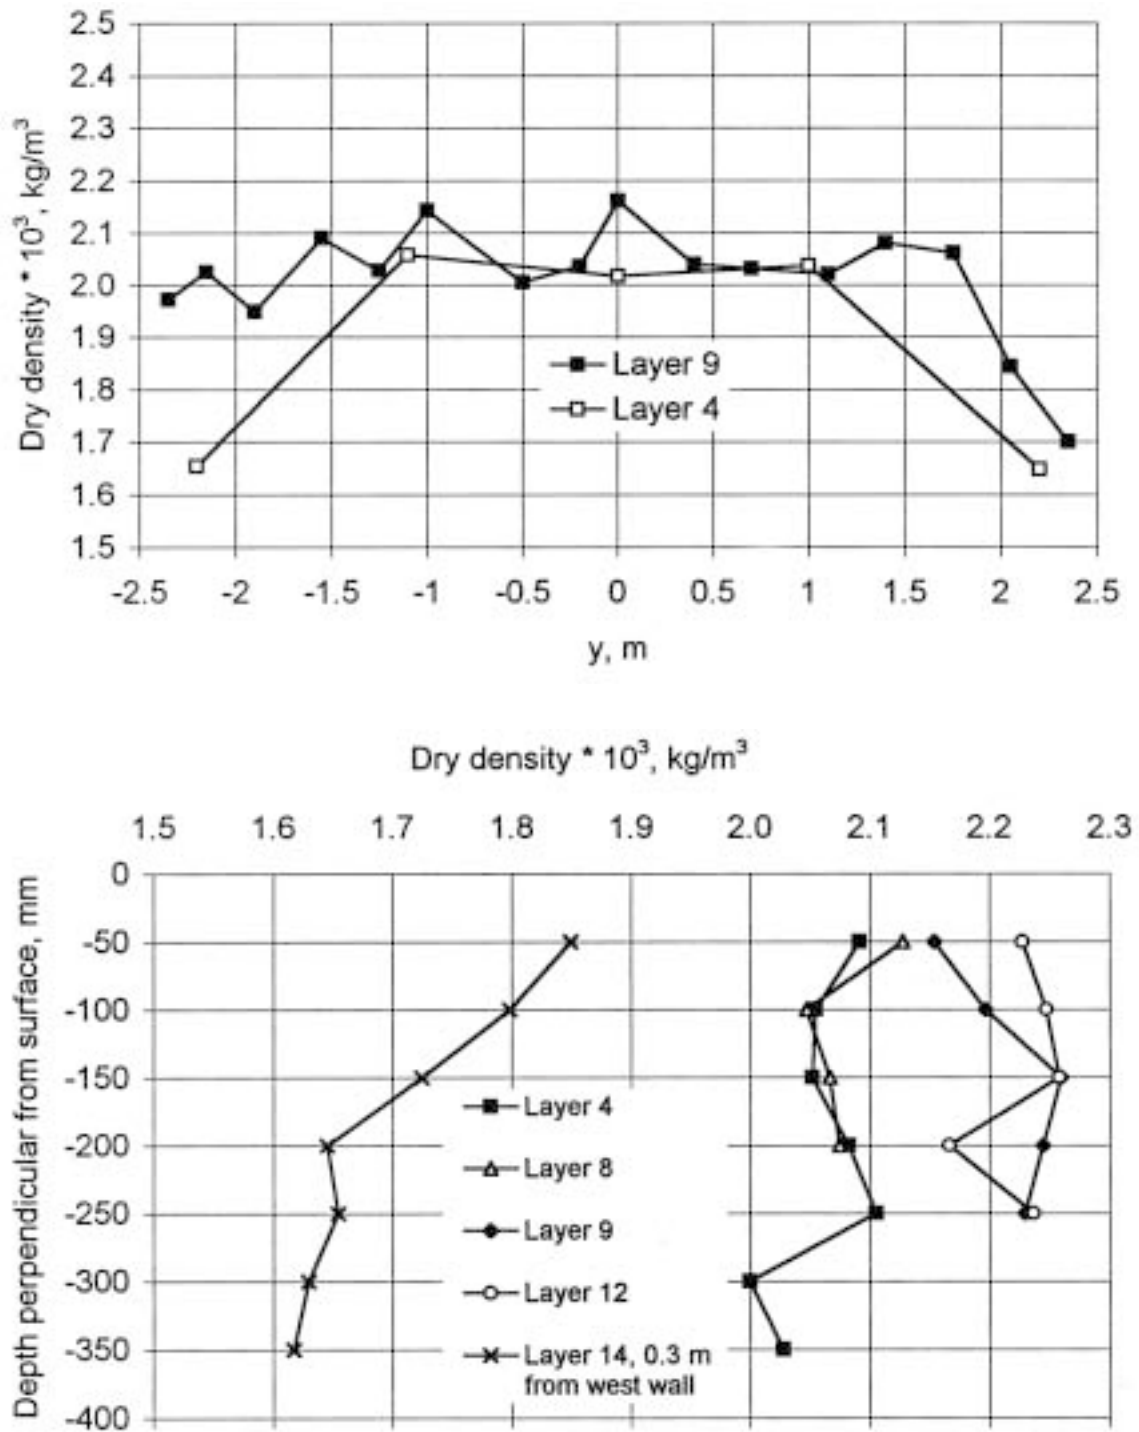 2.5
2.4
2.3
2.2
2.1
2.0
1.9
1.8
1.7
1.6
1.5
Dry density * 10³, kg/m³
Layer 9
Layer 4
-2.5 -2 -1.5 -1 -0.5 0 0.5 1 1.5 2 2.5
y, m
Dry density * 10³, kg/m³
1.5 1.6 1.7 1.8 1.9 2.0 2.1 2.2 2.3
0
-50
-100
-150
-200
-250
-300
-350
-400
Depth perpendicular from surface, mm
Layer 4
Layer 8
Layer 9
Layer 12
Layer 14, 0.3 m
from west wall